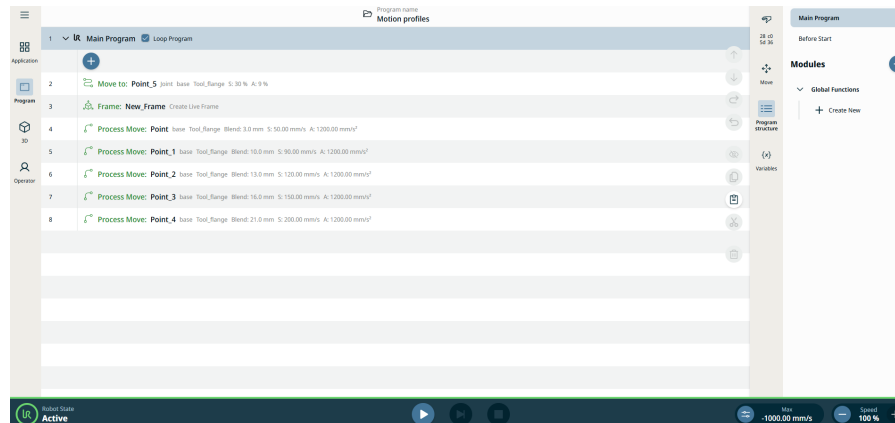 Program name
Motion profiles
Application
Program
3D
Operator
1 Main Program Loop Program
2 Move to: Point_5 Joint base Tool_flange S: 30 % A: 9 %
3 Frame: New_Frame Create Live Frame
4 Process Move: Point base Tool_flange Blend: 3.0 mm S: 50.00 mm/s A: 1200.00 mm/s²
5 Process Move: Point_1 base Tool_flange Blend: 10.0 mm S: 90.00 mm/s A: 1200.00 mm/s²
6 Process Move: Point_2 base Tool_flange Blend: 13.0 mm S: 120.00 mm/s A: 1200.00 mm/s²
7 Process Move: Point_3 base Tool_flange Blend: 16.0 mm S: 150.00 mm/s A: 1200.00 mm/s²
8 Process Move: Point_4 base Tool_flange Blend: 21.0 mm S: 200.00 mm/s A: 1200.00 mm/s²
28 c0
5d 36
Move
Program
structure
{x}
Variables
Main Program
Before Start
Modules
Global Functions
Create New
Robot State
Active
Max
-1000.00 mm/s
Speed
100 %